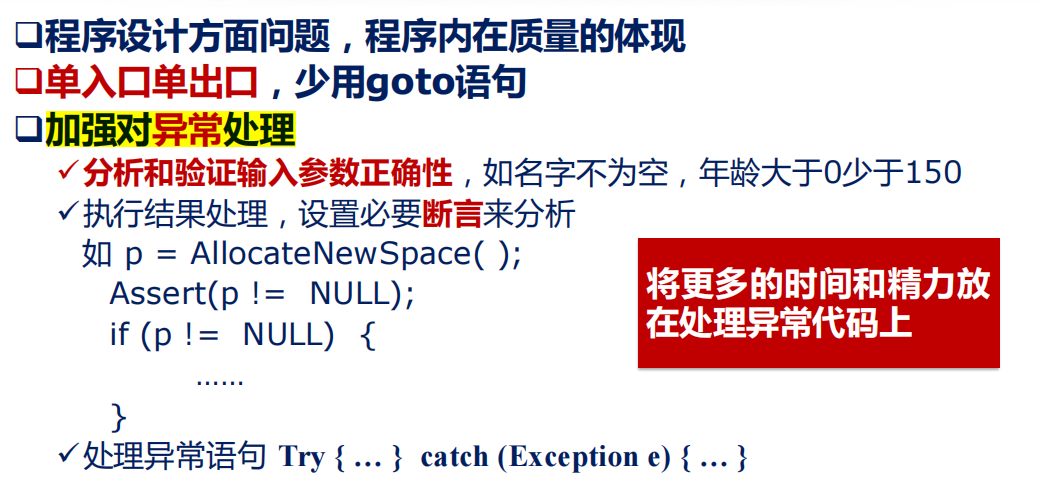 ❑程序设计方面问题，程序内在质量的体现
❑单入口单出口，少用goto语句
❑加强对异常处理
✓分析和验证输入参数正确性，如名字不为空，年龄大于0少于150
✓执行结果处理，设置必要断言来分析
如 p = AllocateNewSpace( );
Assert(p != NULL);
if (p != NULL) {
......
}
将更多的时间和精力放
在处理异常代码上
✓处理异常语句 Try { … } catch (Exception e) { … }